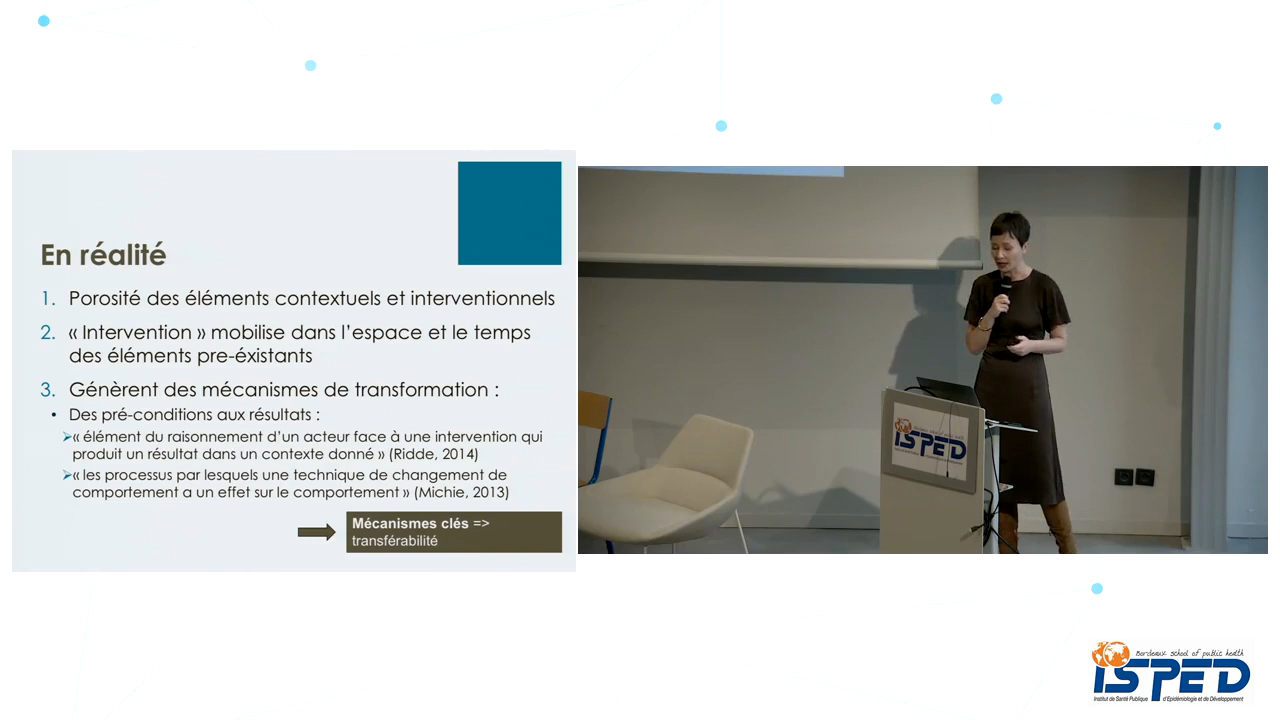 En réalité
1. Porosité des éléments contextuels et interventionnels
2. « Intervention » mobilise dans l'espace et le temps
des éléments pre-éxistants
3. Génèrent des mécanismes de transformation :
• Des pré-conditions aux résultats :
➢« élément du raisonnement d'un acteur face à une intervention qui
produit un résultat dans un contexte donné » (Ridde, 2014)
➢« les processus par lesquels une technique de changement de
comportement a un effet sur le comportement » (Michie, 2013)
Mécanismes clés =>
transférabilité
ISPED
Bordeaux school of public health
ISPED
Institut de Santé Publique d'Epidémiologie et de Développement